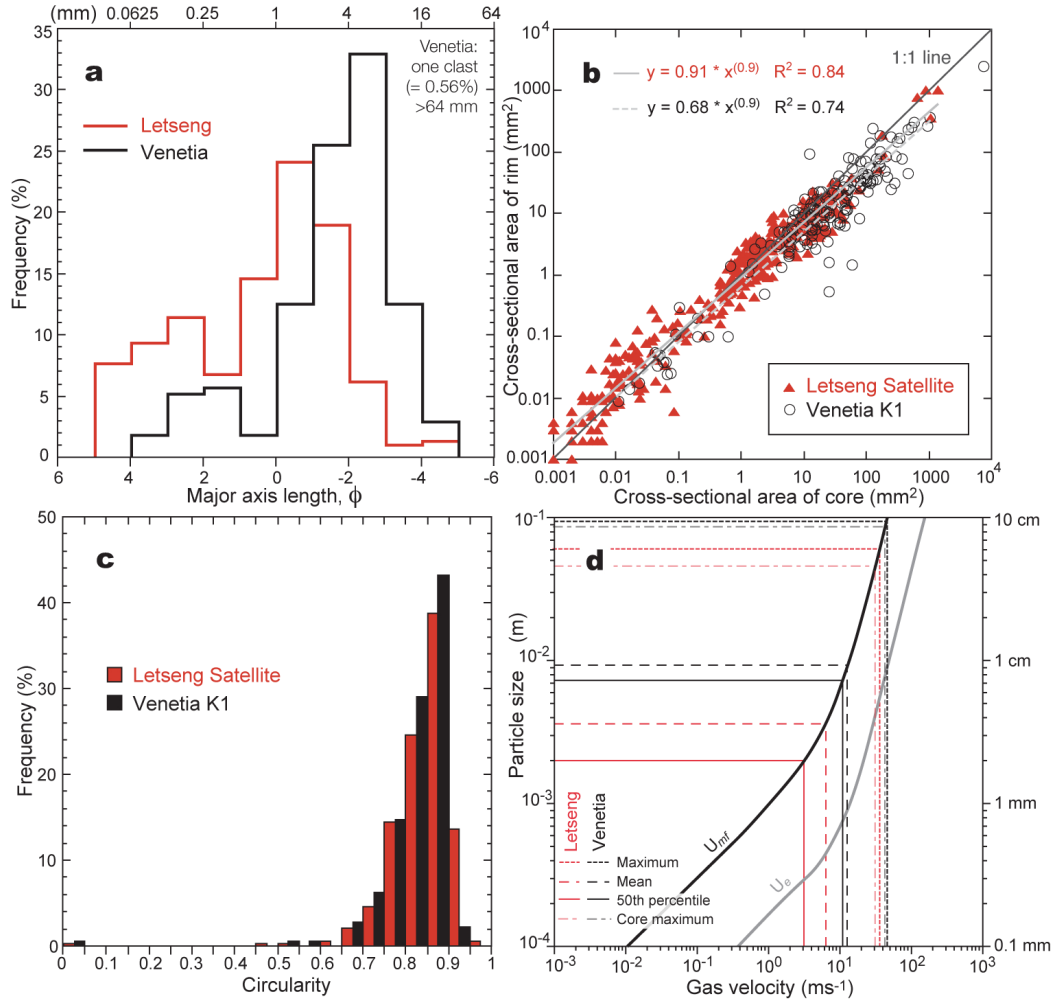 (mm) 0.0625 0.25 1 4 16 64
35
30
25
20
15
10
5
0
Frequency (%)
a
Venetia:
one clast
(= 0.56%)
>64 mm
Letseng
Venetia
6 4 2 0 -2 -4 -6
Major axis length, ϕ
10⁴
1000
100
10
1
0.1
0.01
0.001
Cross-sectional area of rim (mm²)
b
1:1 line
y = 0.91 * x^(0.9) R² = 0.84
y = 0.68 * x^(0.9) R² = 0.74
Letseng Satellite
Venetia K1
0.001 0.01 0.1 1 10 100 1000 10⁴
Cross-sectional area of core (mm²)
50
40
30
20
10
0
Frequency (%)
c
Letseng Satellite
Venetia K1
0 0.1 0.2 0.3 0.4 0.5 0.6 0.7 0.8 0.9 1
Circularity
10⁻¹
10⁻²
10⁻³
10⁻⁴
Particle size (m)
d
10 cm
1 cm
1 mm
0.1 mm
Umf
Ue
Letseng
Venetia
Maximum
Mean
50th percentile
Core maximum
10⁻³ 10⁻² 10⁻¹ 10⁰ 10¹ 10² 10³
Gas velocity (ms⁻¹)